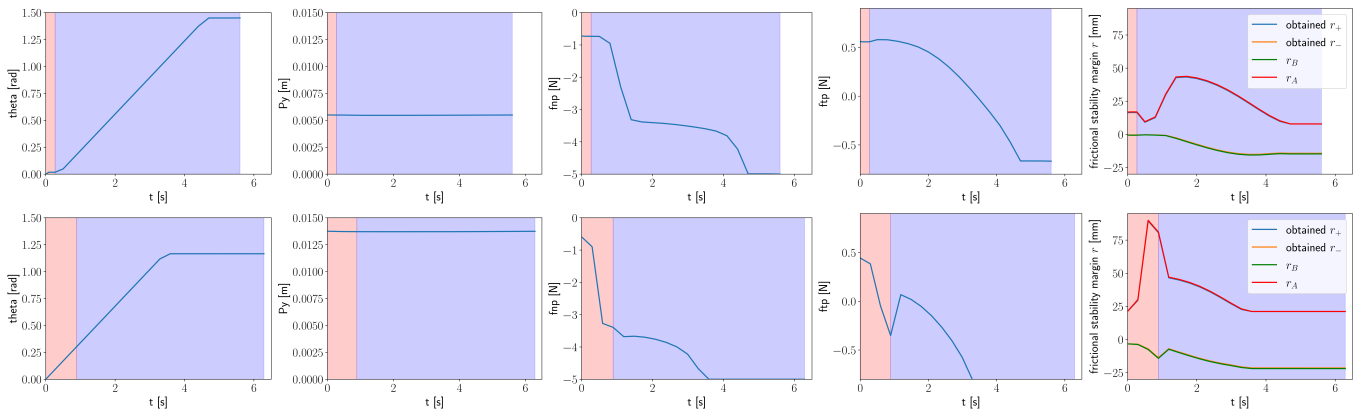 theta [rad]
1.50
1.25
1.00
0.75
0.50
0.25
0.00
0 2 4 6
t [s]
Py [m]
0.0150
0.0125
0.0100
0.0075
0.0050
0.0025
0.0000
0 2 4 6
t [s]
fnp [N]
0
−1
−2
−3
−4
−5
0 2 4 6
t [s]
ftp [N]
0.5
0.0
−0.5
0 2 4 6
t [s]
frictional stability margin r [mm]
75
50
25
0
−25
0 2 4 6
t [s]
obtained r₊
obtained r₋
r_B
r_A
theta [rad]
1.50
1.25
1.00
0.75
0.50
0.25
0.00
0 2 4 6
t [s]
Py [m]
0.0150
0.0125
0.0100
0.0075
0.0050
0.0025
0.0000
0 2 4 6
t [s]
fnp [N]
0
−1
−2
−3
−4
−5
0 2 4 6
t [s]
ftp [N]
0.5
0.0
−0.5
0 2 4 6
t [s]
frictional stability margin r [mm]
75
50
25
0
−25
0 2 4 6
t [s]
obtained r₊
obtained r₋
r_B
r_A